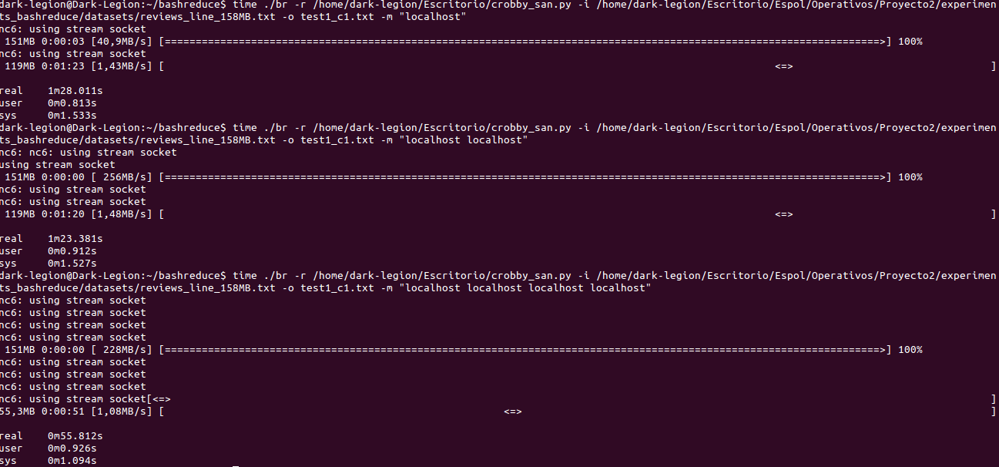 dark-legion@Dark-Legion:~/bashreduce$ time ./br -r /home/dark-legion/Escritorio/crobby_san.py -i /home/dark-legion/Escritorio/Espol/Operativos/Proyecto2/experimen
ts_bashreduce/datasets/reviews_line_158MB.txt -o test1_c1.txt -m "localhost"
nc6: using stream socket
151MB 0:00:03 [40,9MB/s] [====================================================================================================================>] 100%
nc6: using stream socket
119MB 0:01:23 [1,43MB/s] [                                                                                                   <=>                                ]
real    1m28.011s
user    0m0.813s
sys     0m1.533s
dark-legion@Dark-Legion:~/bashreduce$ time ./br -r /home/dark-legion/Escritorio/crobby_san.py -i /home/dark-legion/Escritorio/Espol/Operativos/Proyecto2/experimen
ts_bashreduce/datasets/reviews_line_158MB.txt -o test1_c1.txt -m "localhost localhost"
nc6: nc6: using stream socket
using stream socket
151MB 0:00:00 [ 256MB/s] [====================================================================================================================>] 100%
nc6: using stream socket
nc6: using stream socket
119MB 0:01:20 [1,48MB/s] [                                                                                                   <=>                                ]
real    1m23.381s
user    0m0.912s
sys     0m1.527s
dark-legion@Dark-Legion:~/bashreduce$ time ./br -r /home/dark-legion/Escritorio/crobby_san.py -i /home/dark-legion/Escritorio/Espol/Operativos/Proyecto2/experimen
ts_bashreduce/datasets/reviews_line_158MB.txt -o test1_c1.txt -m "localhost localhost localhost localhost"
nc6: using stream socket
nc6: using stream socket
nc6: using stream socket
nc6: using stream socket
151MB 0:00:00 [ 228MB/s] [====================================================================================================================>] 100%
nc6: using stream socket
nc6: using stream socket
nc6: using stream socket
nc6: using stream socket[<=>                                                                                                                                     ]
55,3MB 0:00:51 [1,08MB/s] [                                                       <=>                                                                            ]
real    0m55.812s
user    0m0.926s
sys     0m1.094s